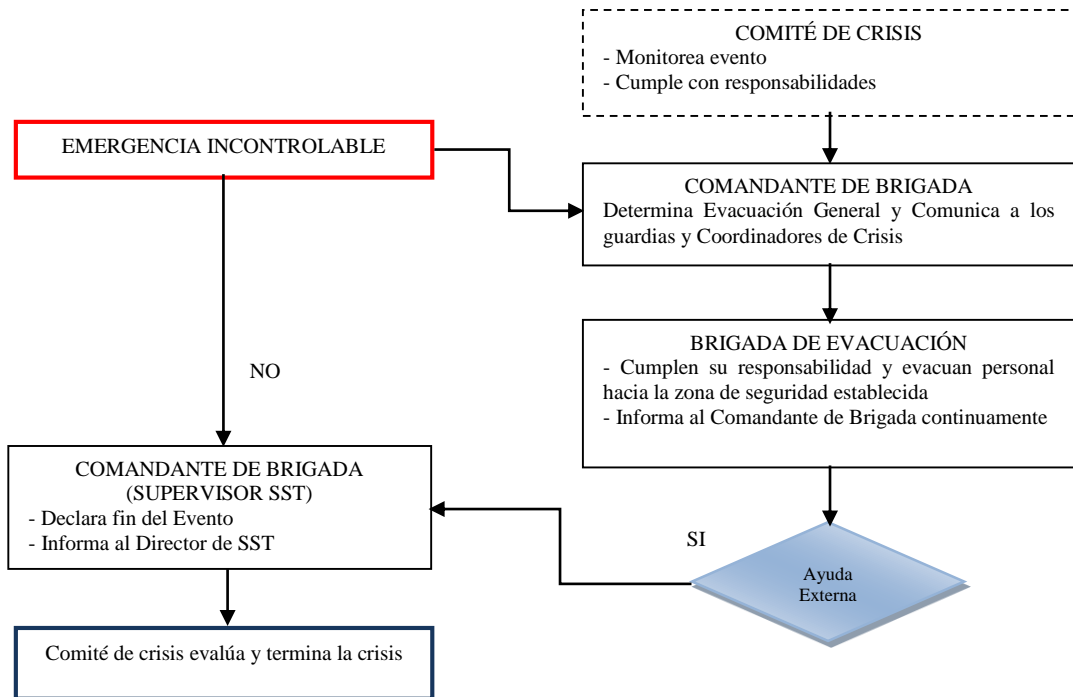 COMITÉ DE CRISIS
- Monitorea evento
- Cumple con responsabilidades
EMERGENCIA INCONTROLABLE
COMANDANTE DE BRIGADA
Determina Evacuación General y Comunica a los
guardias y Coordinadores de Crisis
BRIGADA DE EVACUACIÓN
- Cumplen su responsabilidad y evacuan personal
hacia la zona de seguridad establecida
- Informa al Comandante de Brigada continuamente
NO
COMANDANTE DE BRIGADA
(SUPERVISOR SST)
- Declara fin del Evento
- Informa al Director de SST
SI
Ayuda
Externa
Comité de crisis evalúa y termina la crisis